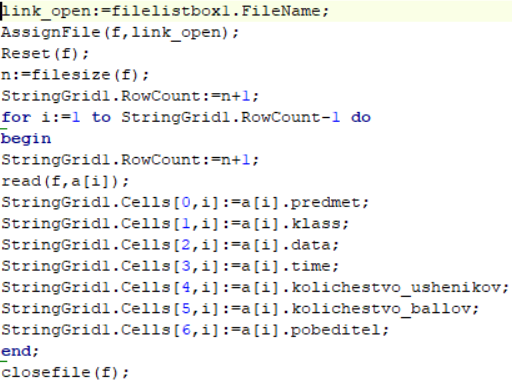 link_open:=filelistbox1.FileName;
AssignFile(f,link_open);
Reset(f);
n:=filesize(f);
StringGrid1.RowCount:=n+1;
for i:=1 to StringGrid1.RowCount-1 do
begin
StringGrid1.RowCount:=n+1;
read(f,a[i]);
StringGrid1.Cells[0,i]:=a[i].predmet;
StringGrid1.Cells[1,i]:=a[i].klass;
StringGrid1.Cells[2,i]:=a[i].data;
StringGrid1.Cells[3,i]:=a[i].time;
StringGrid1.Cells[4,i]:=a[i].kolichestvo_ushenikov;
StringGrid1.Cells[5,i]:=a[i].kolichestvo_ballov;
StringGrid1.Cells[6,i]:=a[i].pobeditel;
end;
closefile(f);